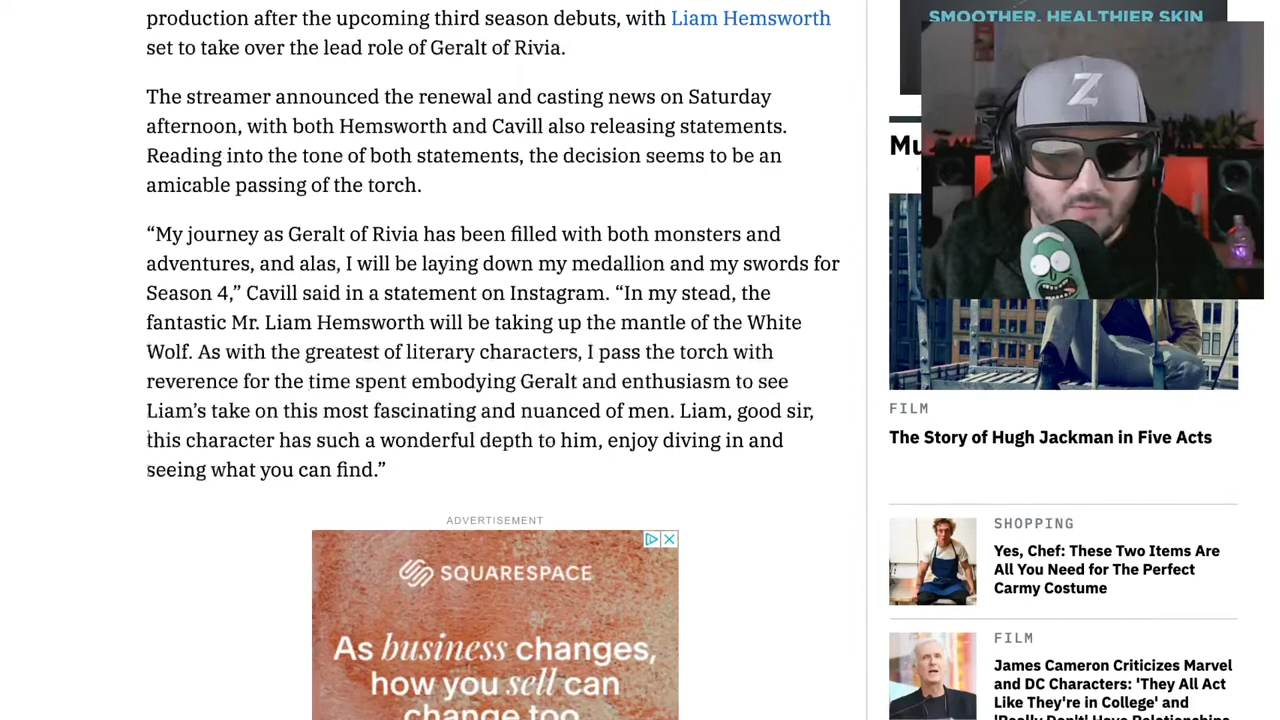 production after the upcoming third season debuts, with Liam Hemsworth
set to take over the lead role of Geralt of Rivia.
The streamer announced the renewal and casting news on Saturday
afternoon, with both Hemsworth and Cavill also releasing statements.
Reading into the tone of both statements, the decision seems to be an
amicable passing of the torch.
“My journey as Geralt of Rivia has been filled with both monsters and
adventures, and alas, I will be laying down my medallion and my swords for
Season 4,” Cavill said in a statement on Instagram. “In my stead, the
fantastic Mr. Liam Hemsworth will be taking up the mantle of the White
Wolf. As with the greatest of literary characters, I pass the torch with
reverence for the time spent embodying Geralt and enthusiasm to see
Liam’s take on this most fascinating and nuanced of men. Liam, good sir,
this character has such a wonderful depth to him, enjoy diving in and
seeing what you can find.”
ADVERTISEMENT
SQUARESPACE
As business changes,
how you sell can
change too
SMOOTHER, HEALTHIER SKIN
Z
Mu
FILM
The Story of Hugh Jackman in Five Acts
SHOPPING
Yes, Chef: These Two Items Are
All You Need for The Perfect
Carmy Costume
FILM
James Cameron Criticizes Marvel
and DC Characters: 'They All Act
Like They're in College' and
'Really Don't' Have Relationships